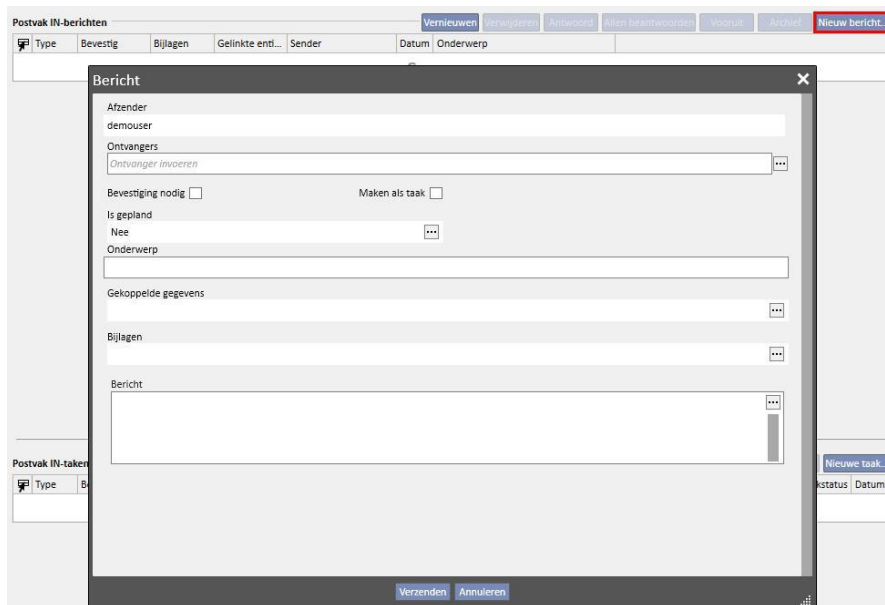 Postvak IN-berichten Vernieuwen Verwijderen Antwoord Allen beantwoorden Vooruit Archief Nieuw bericht...
Type Bevestig Bijlagen Gelinkte enti... Sender Datum Onderwerp
Bericht
Afzender
demouser
Ontvangers
Ontvanger invoeren
Bevestiging nodig Maken als taak
Is gepland
Nee
Onderwerp
Gekoppelde gegevens
Bijlagen
Bericht
Postvak IN-taken Nieuwe taak...
Type Be kstatus Datum
Verzenden Annuleren